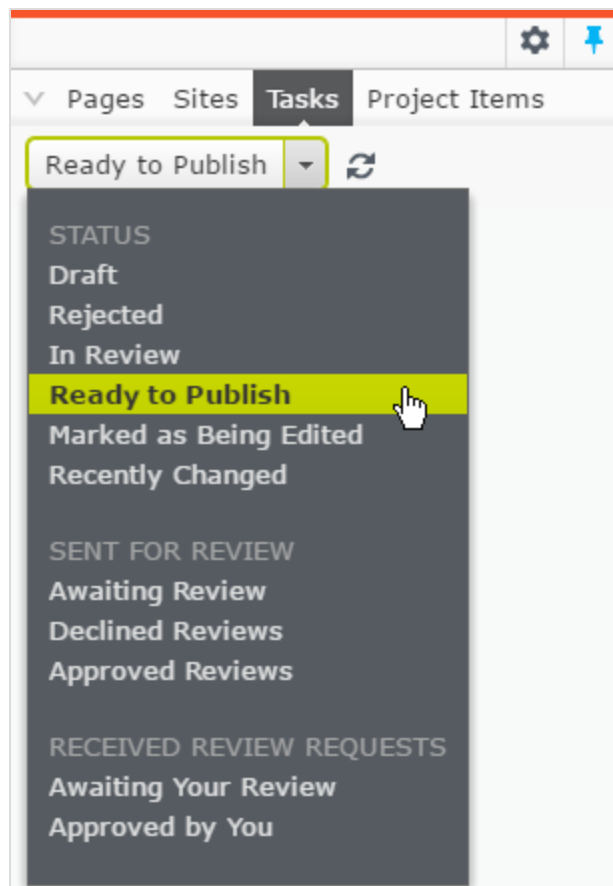 Pages Sites Tasks Project Items
Ready to Publish
STATUS
Draft
Rejected
In Review
Ready to Publish
Marked as Being Edited
Recently Changed
SENT FOR REVIEW
Awaiting Review
Declined Reviews
Approved Reviews
RECEIVED REVIEW REQUESTS
Awaiting Your Review
Approved by You